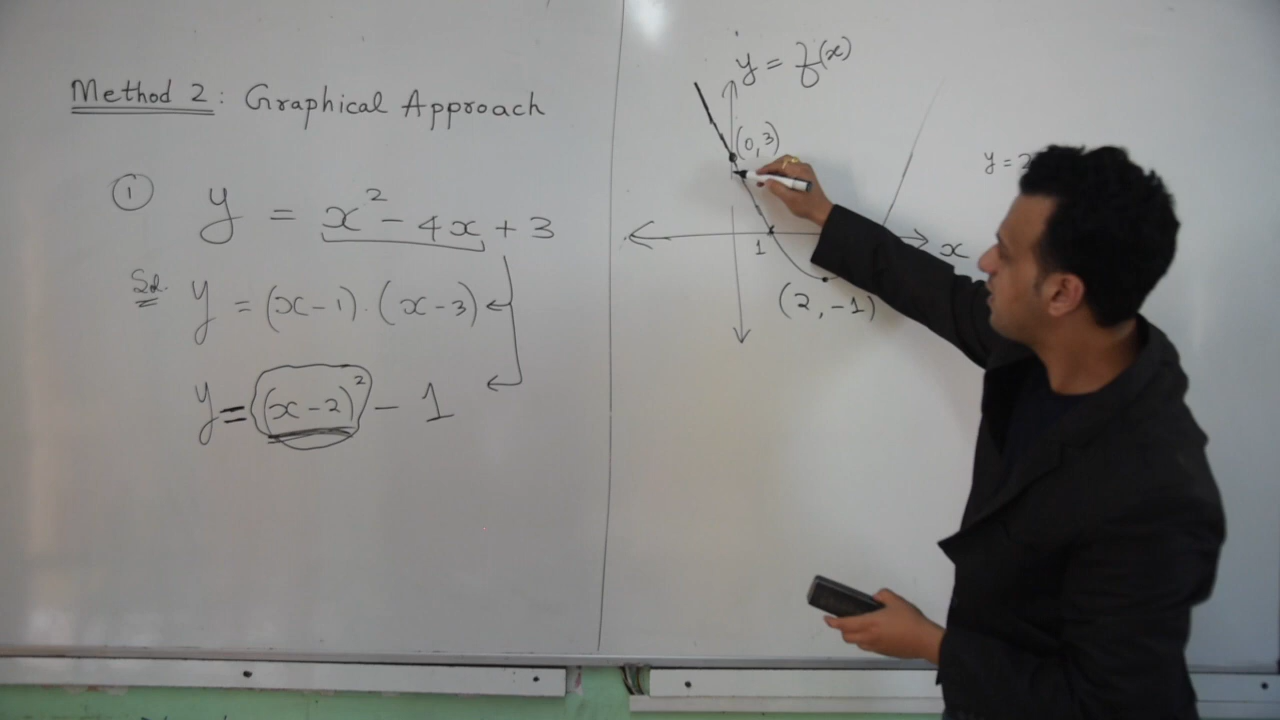 Method 2: Graphical Approach
① y = x² - 4x + 3
Sol. y = (x-1).(x-3)
y = (x-2)² - 1
y = f(x)
(0,3)
y = 2
x
1
(2,-1)